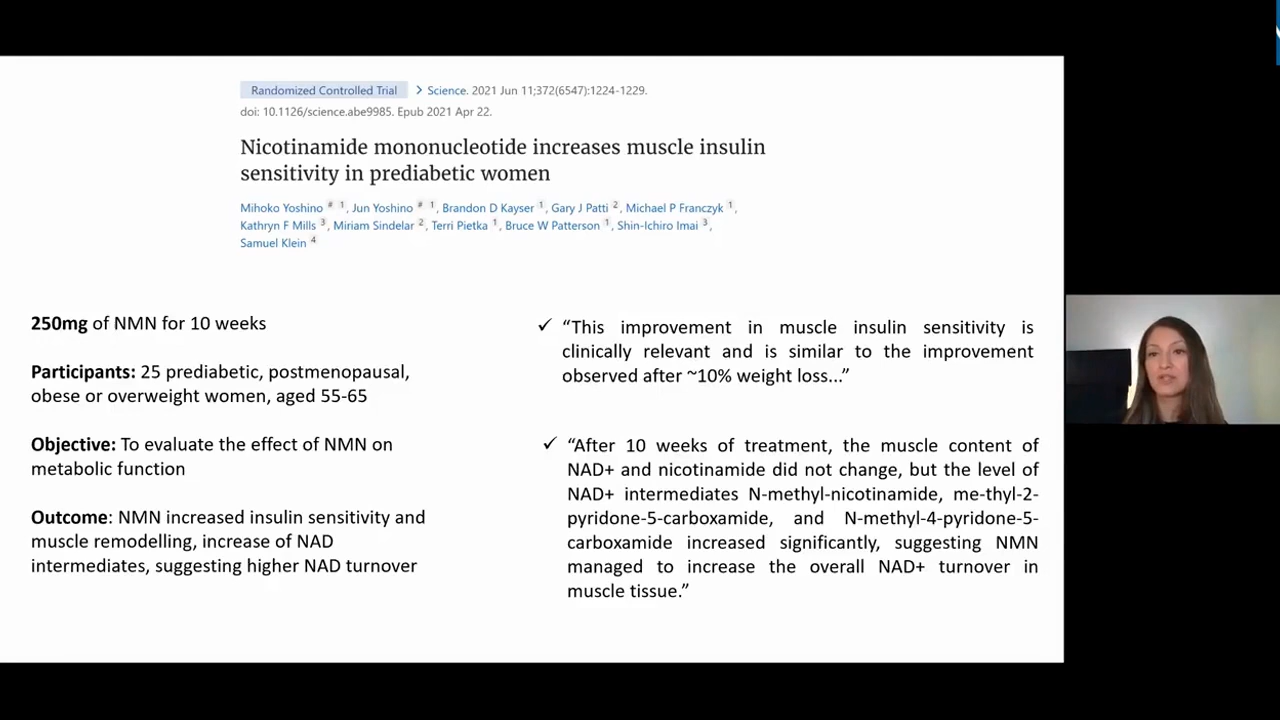 Randomized Controlled Trial > Science. 2021 Jun 11;372(6547):1224-1229.
doi: 10.1126/science.abe9985. Epub 2021 Apr 22.
Nicotinamide mononucleotide increases muscle insulin
sensitivity in prediabetic women
Mihoko Yoshino # 1, Jun Yoshino # 1, Brandon D Kayser 1, Gary J Patti 2, Michael P Franczyk 1,
Kathryn F Mills 3, Miriam Sindelar 2, Terri Pietka 1, Bruce W Patterson 1, Shin-Ichiro Imai 3,
Samuel Klein 4
250mg of NMN for 10 weeks
Participants: 25 prediabetic, postmenopausal,
obese or overweight women, aged 55-65
Objective: To evaluate the effect of NMN on
metabolic function
Outcome: NMN increased insulin sensitivity and
muscle remodelling, increase of NAD
intermediates, suggesting higher NAD turnover
✓ “This improvement in muscle insulin sensitivity is
clinically relevant and is similar to the improvement
observed after ~10% weight loss...”
✓ “After 10 weeks of treatment, the muscle content of
NAD+ and nicotinamide did not change, but the level of
NAD+ intermediates N-methyl-nicotinamide, me-thyl-2-
pyridone-5-carboxamide, and N-methyl-4-pyridone-5-
carboxamide increased significantly, suggesting NMN
managed to increase the overall NAD+ turnover in
muscle tissue.”